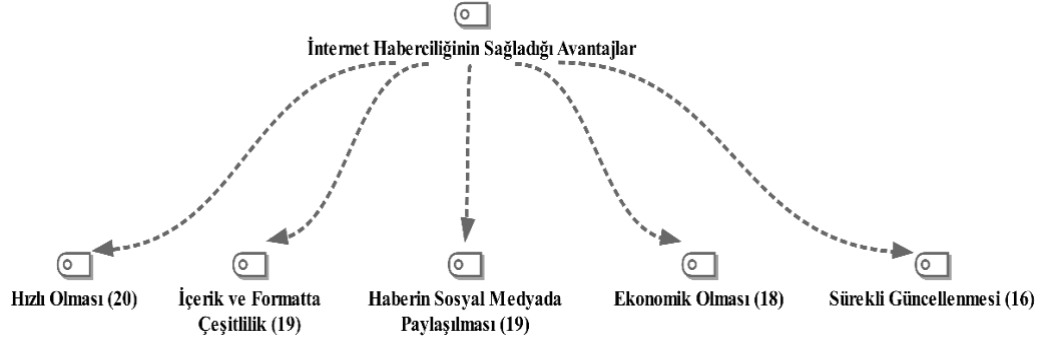 İnternet Haberciliğinin Sağladığı Avantajlar
Hızlı Olması (20)
İçerik ve Formatta
Çeşitlilik (19)
Haberin Sosyal Medyada
Paylaşılması (19)
Ekonomik Olması (18)
Sürekli Güncellenmesi (16)